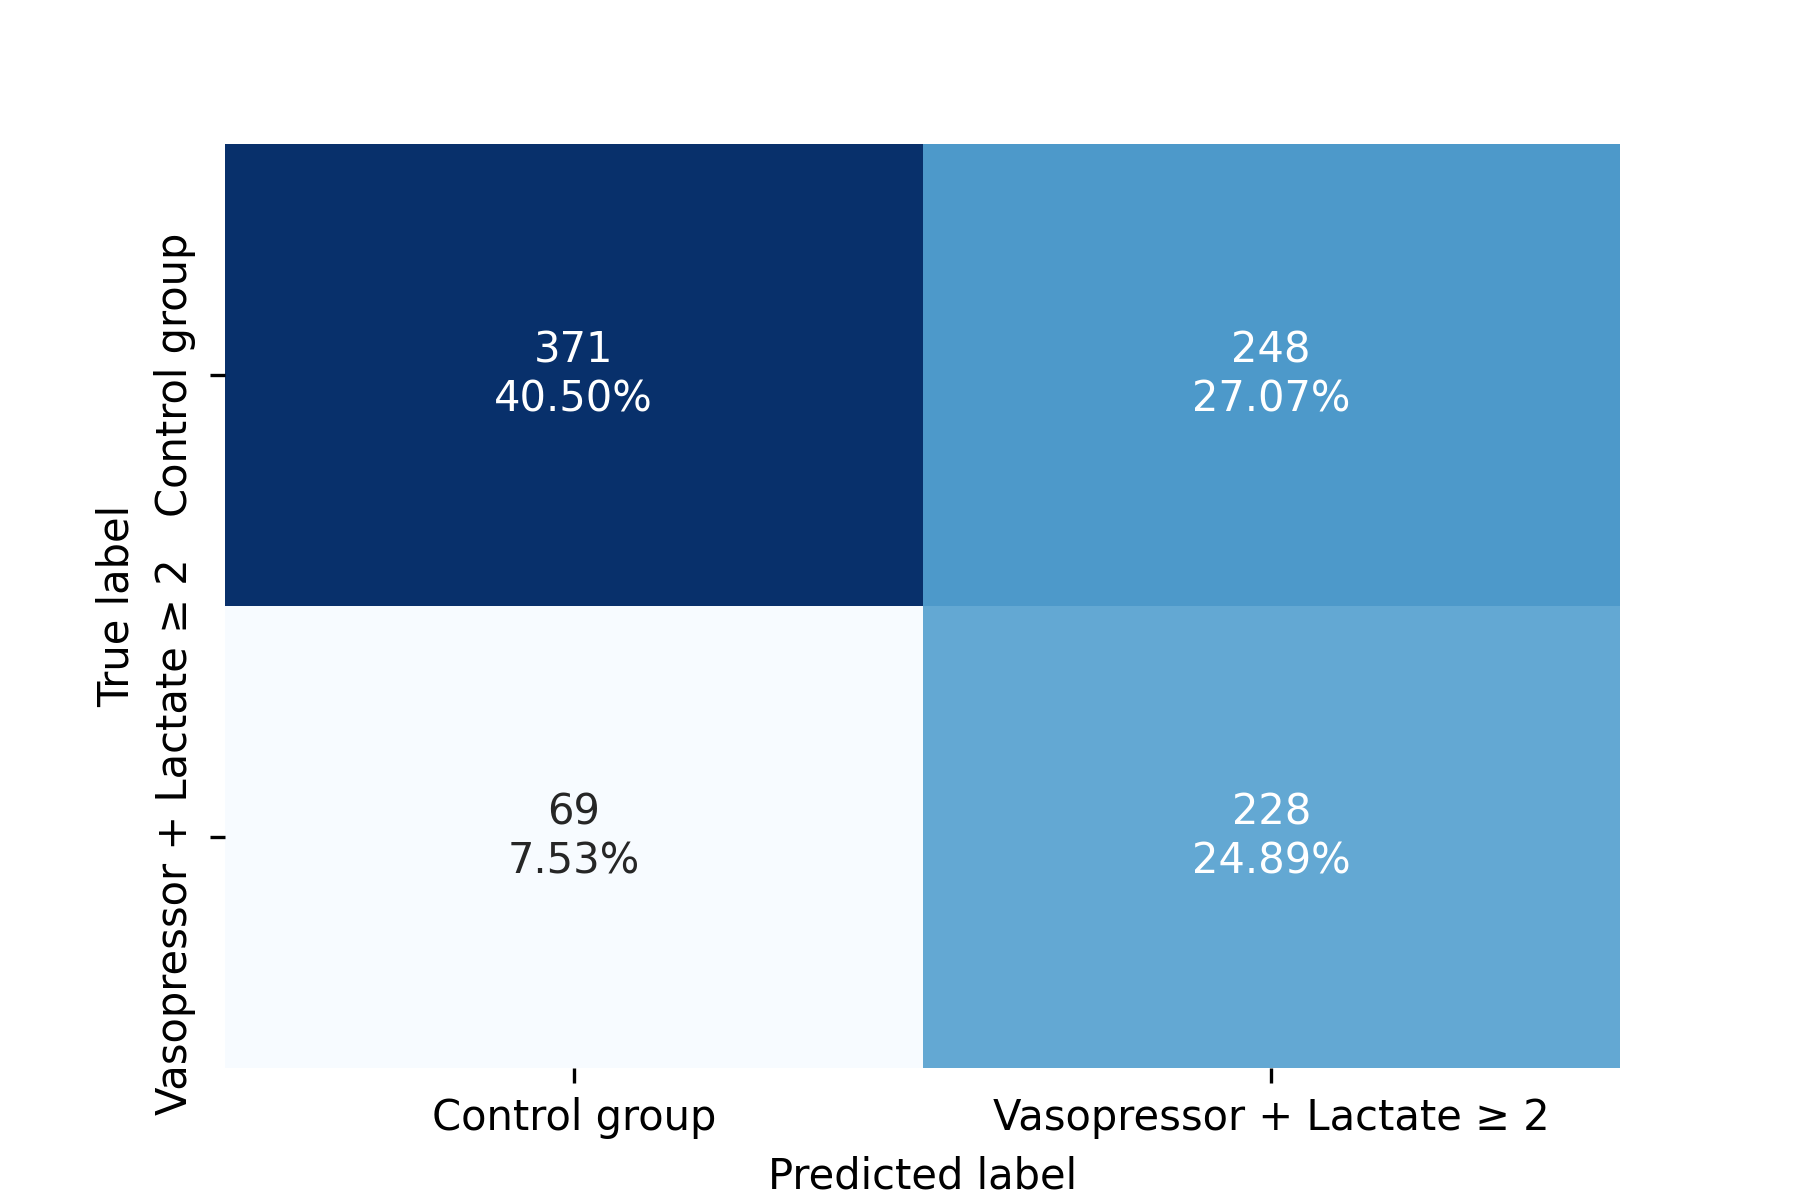 True label
Control group
Vasopressor + Lactate ≥ 2
371
40.50%
248
27.07%
69
7.53%
228
24.89%
Control group
Vasopressor + Lactate ≥ 2
Predicted label